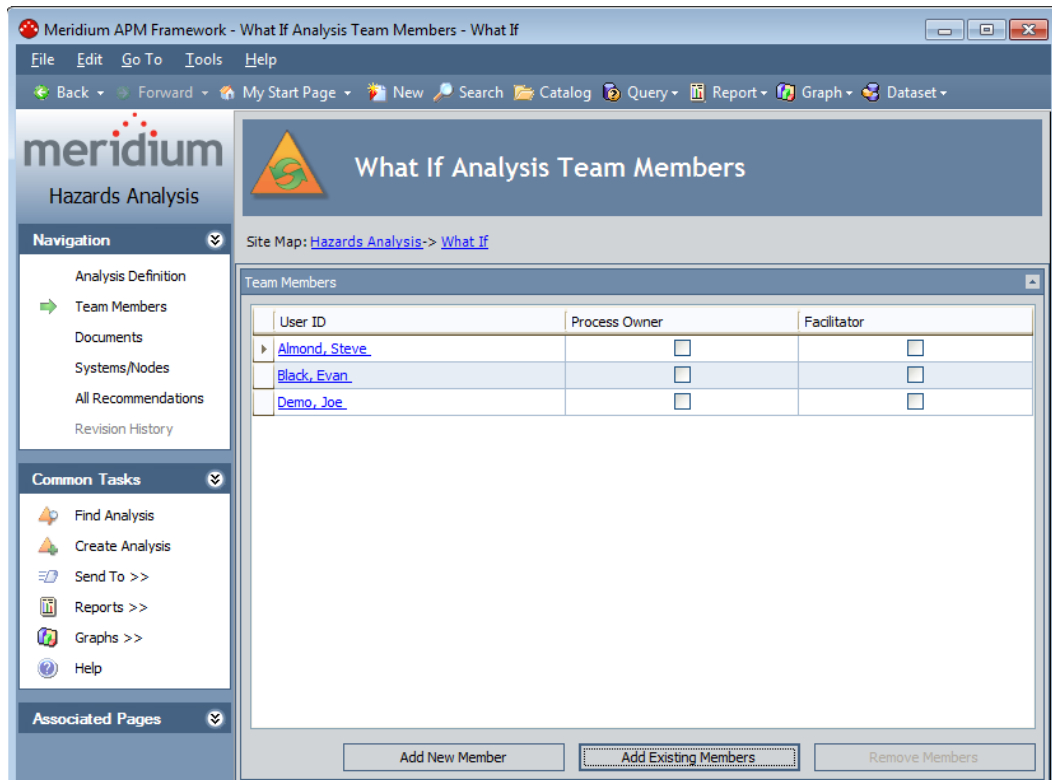 Meridium APM Framework - What If Analysis Team Members - What If
File Edit Go To Tools Help
Back Forward My Start Page New Search Catalog Query Report Graph Dataset
meridium
Hazards Analysis
What If Analysis Team Members
Navigation
Analysis Definition
Team Members
Documents
Systems/Nodes
All Recommendations
Revision History
Common Tasks
Find Analysis
Create Analysis
Send To >>
Reports >>
Graphs >>
Help
Associated Pages
Site Map: Hazards Analysis-> What If
Team Members
User ID Process Owner Facilitator
Almond, Steve
Black, Evan
Demo, Joe
Add New Member Add Existing Members Remove Members